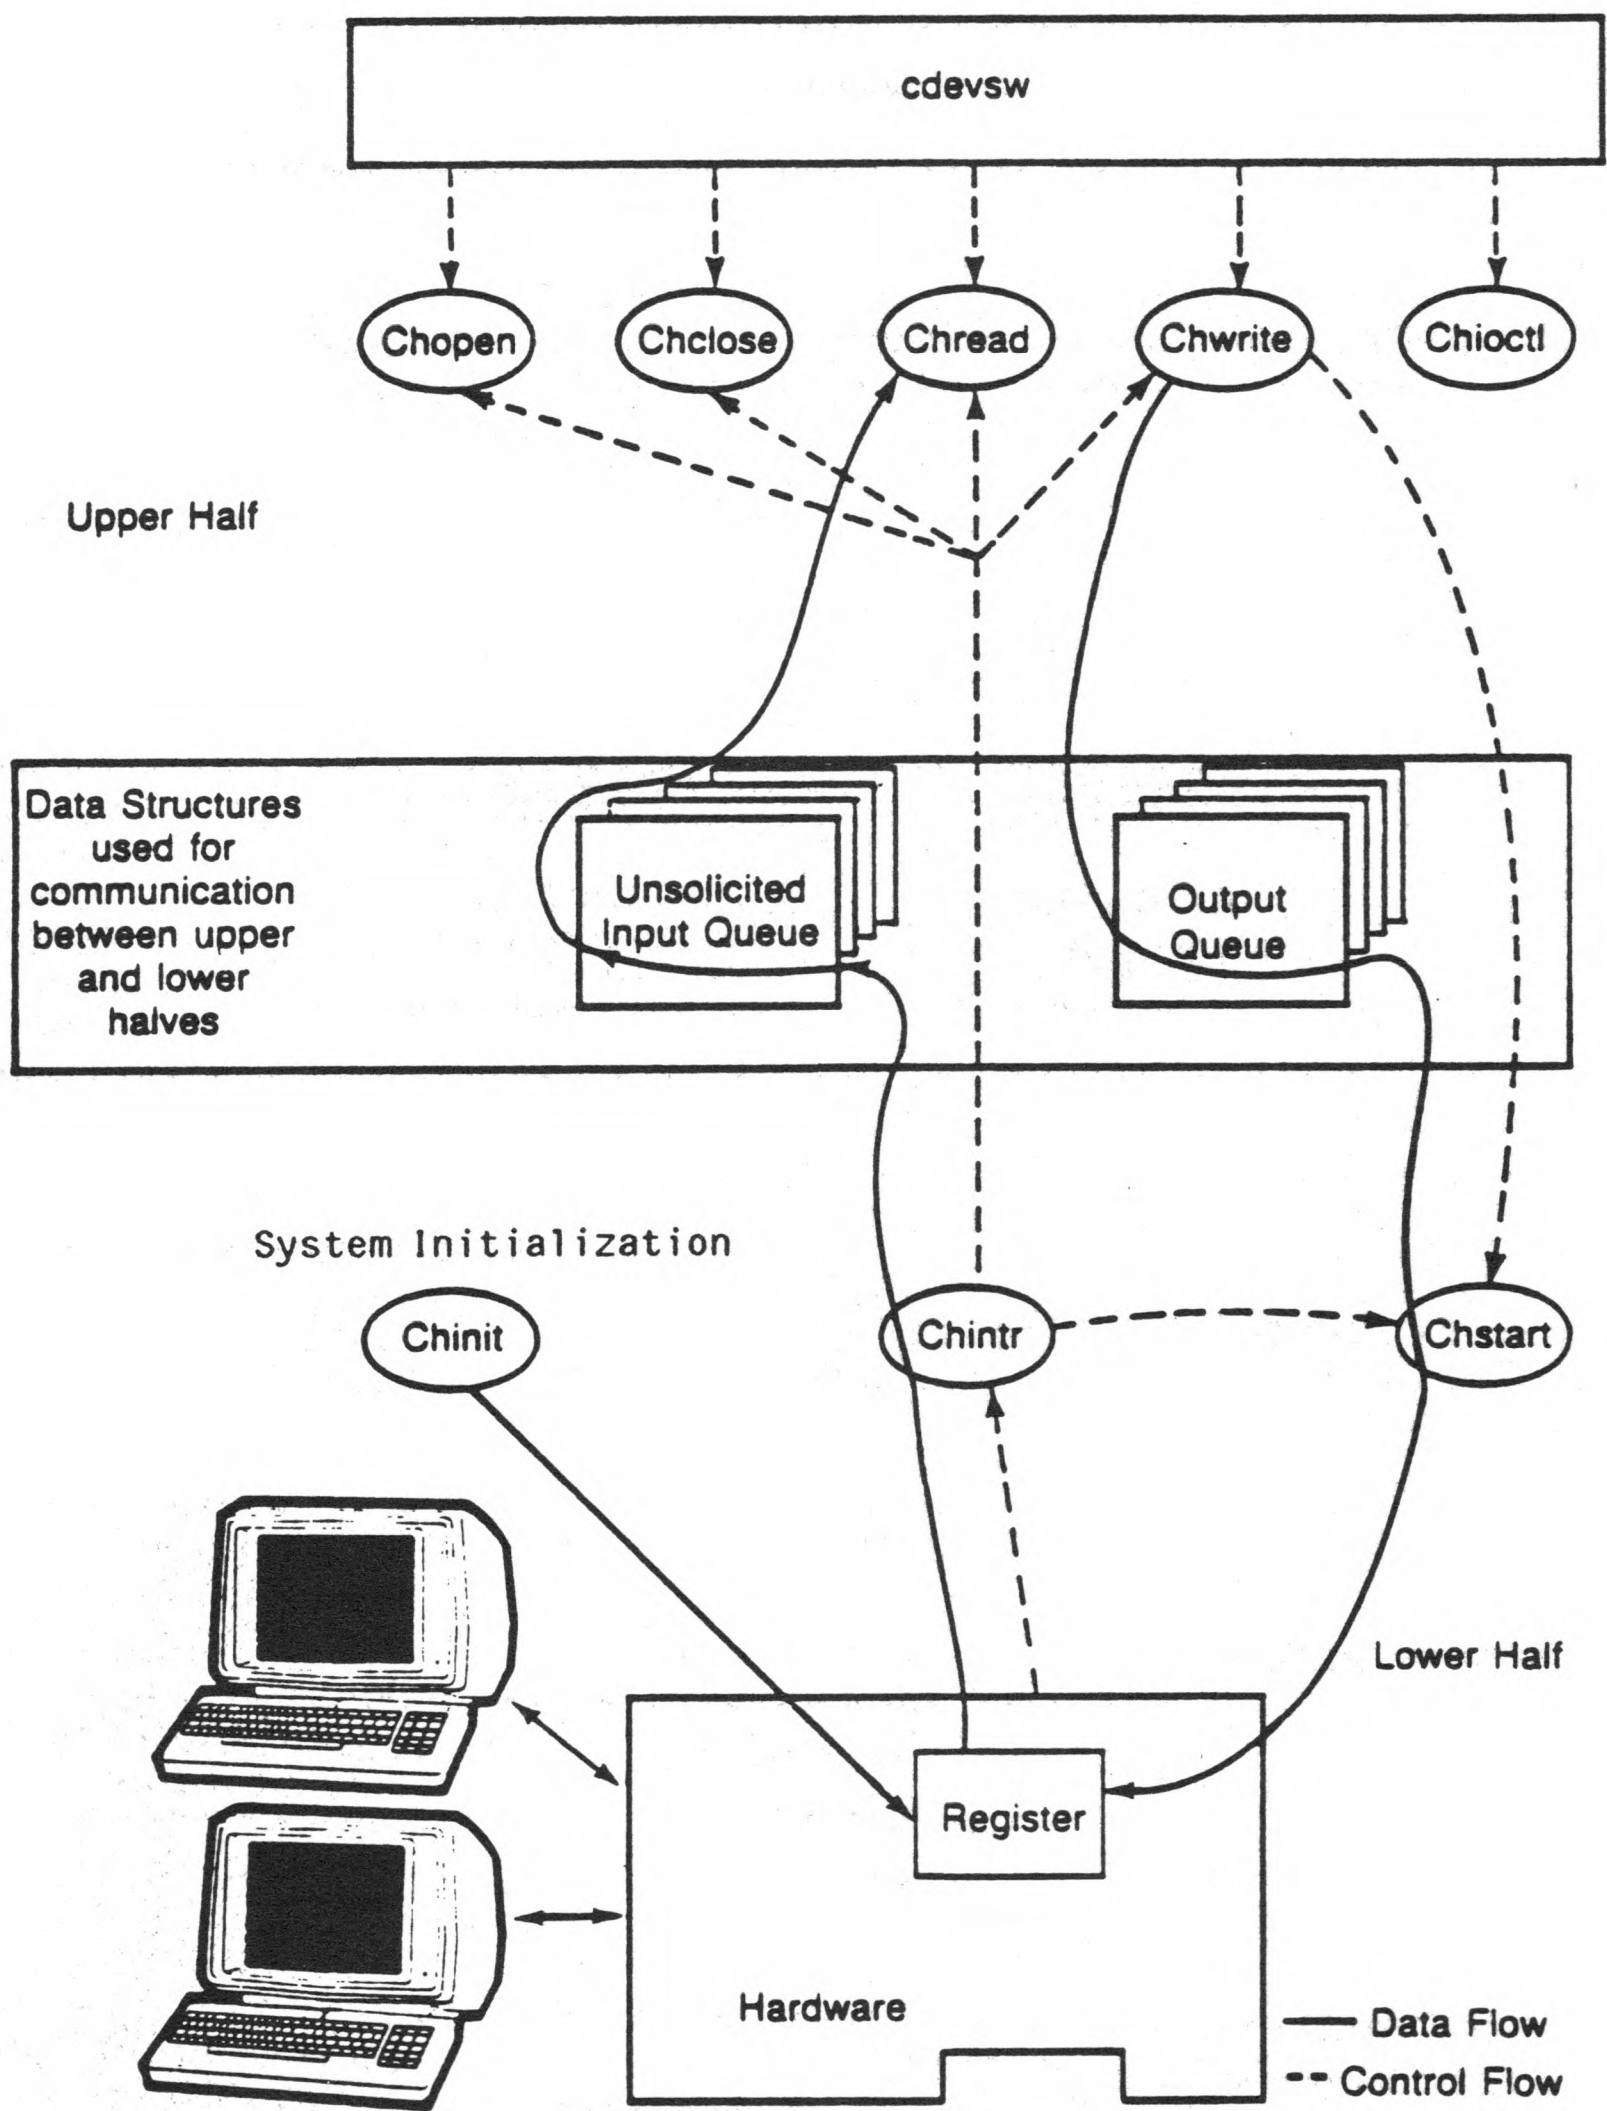 cdevsw
Chopen
Chclose
Chread
Chwrite
Chioctl
Upper Half
Data Structures
used for
communication
between upper
and lower
halves
Unsolicited
Input Queue
Output
Queue
System Initialization
Chinit
Chintr
Chstart
Lower Half
Register
Hardware
Data Flow
Control Flow